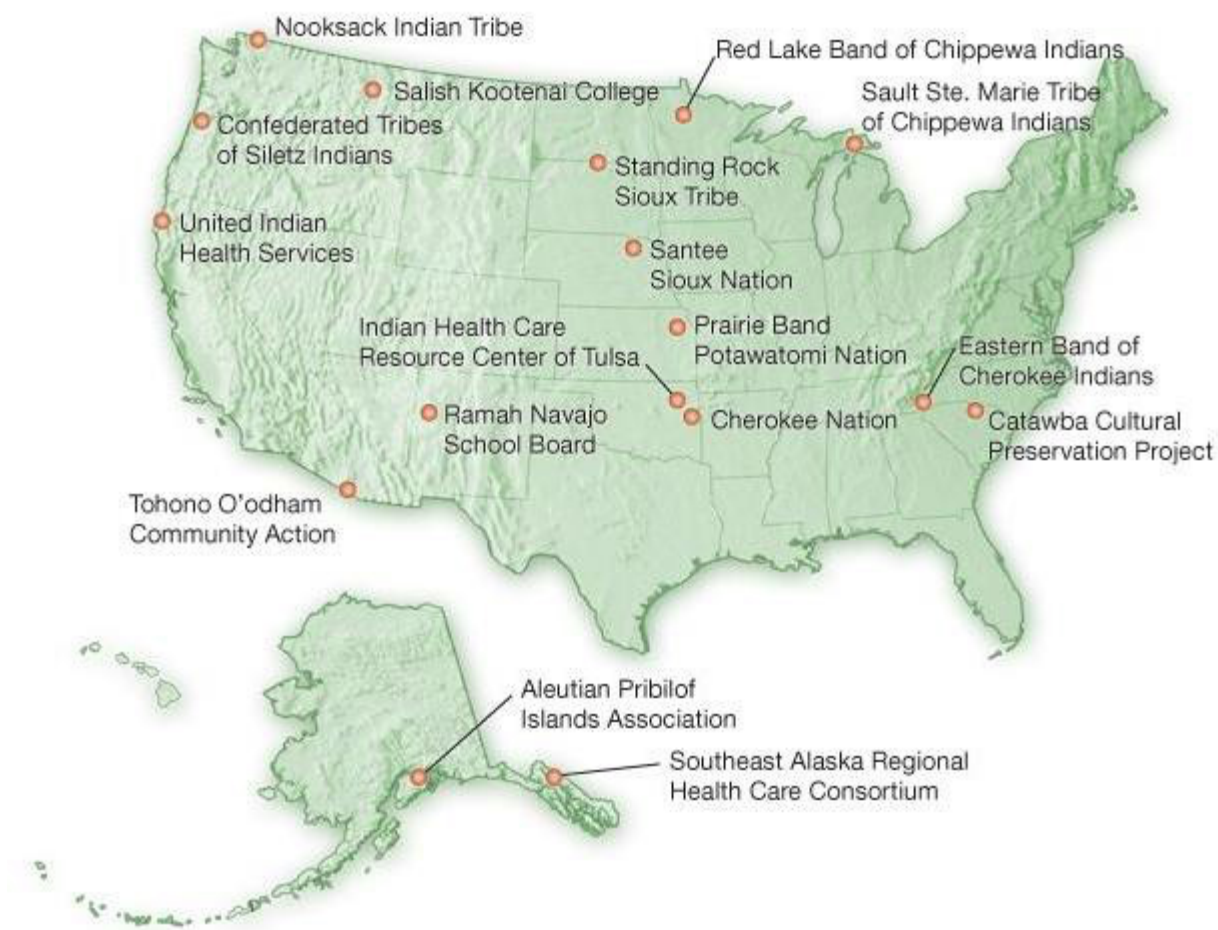 Nooksack Indian Tribe
Red Lake Band of Chippewa Indians
Salish Kootenai College
Sault Ste. Marie Tribe
of Chippewa Indians
Confederated Tribes
of Siletz Indians
Standing Rock
Sioux Tribe
United Indian
Health Services
Santee
Sioux Nation
Indian Health Care
Resource Center of Tulsa
Prairie Band
Potawatomi Nation
Eastern Band of
Cherokee Indians
Ramah Navajo
School Board
Cherokee Nation
Catawba Cultural
Preservation Project
Tohono O'odham
Community Action
Aleutian Pribilof
Islands Association
Southeast Alaska Regional
Health Care Consortium